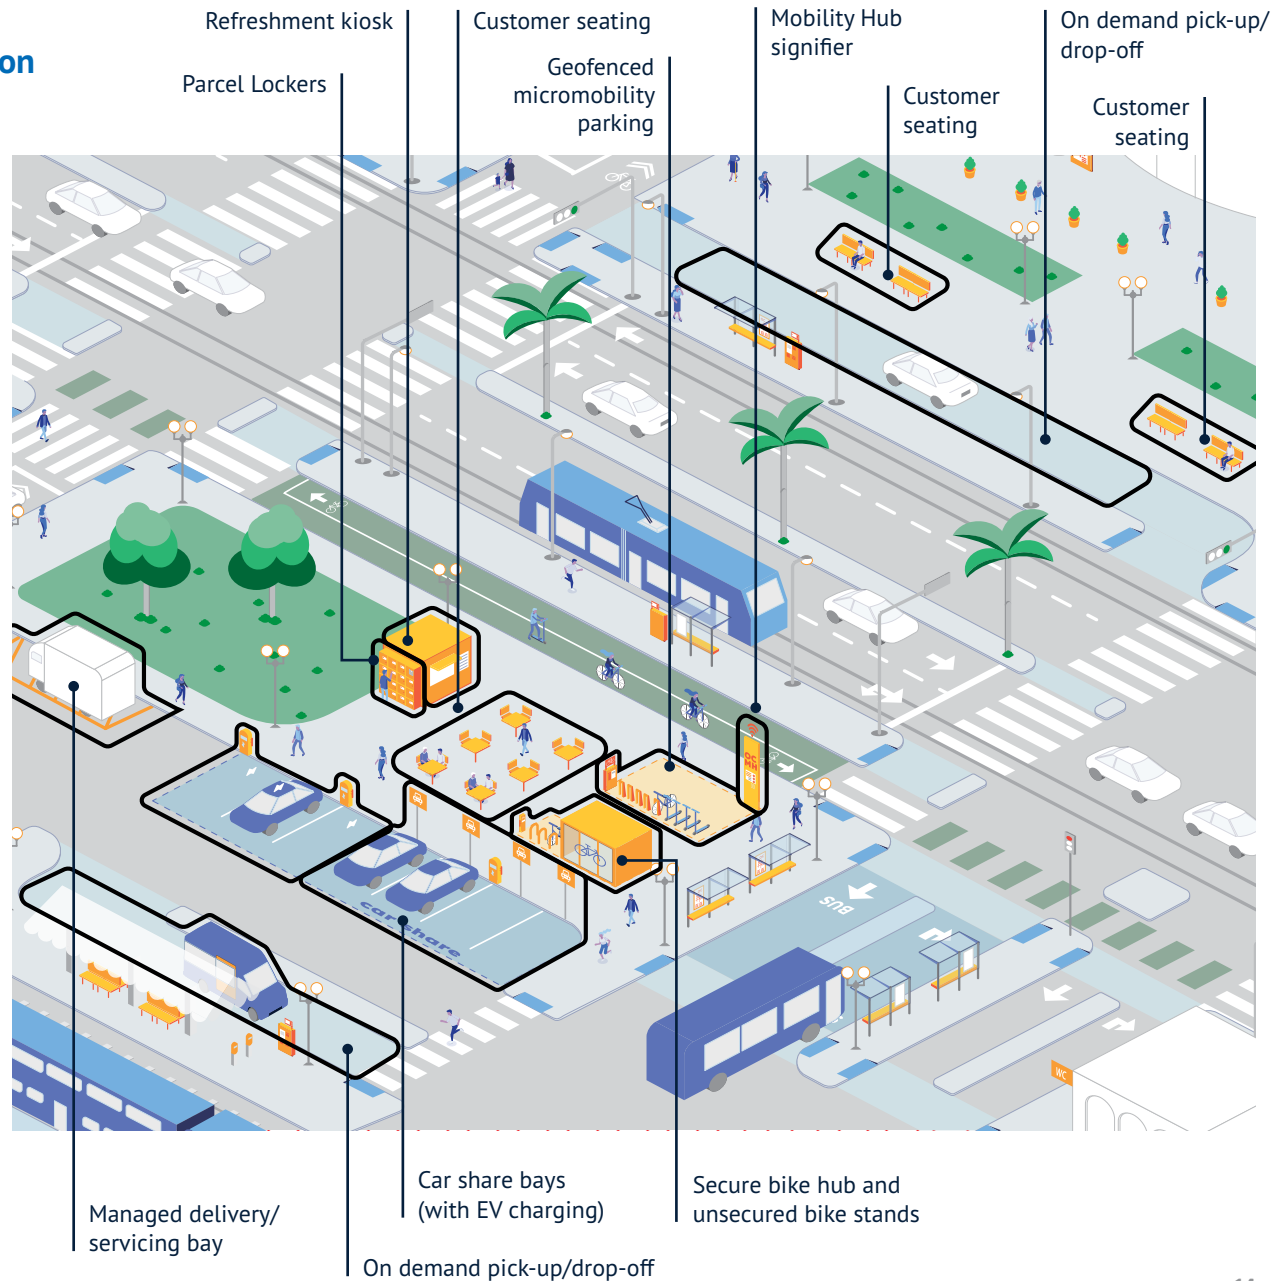 on
Refreshment kiosk
Customer seating
Mobility Hub
signifier
On demand pick-up/
drop-off
Parcel Lockers
Geofenced
micromobility
parking
Customer
seating
Customer
seating
car share
BUS
WC
Car share bays
(with EV charging)
Secure bike hub and
unsecured bike stands
Managed delivery/
servicing bay
On demand pick-up/drop-off